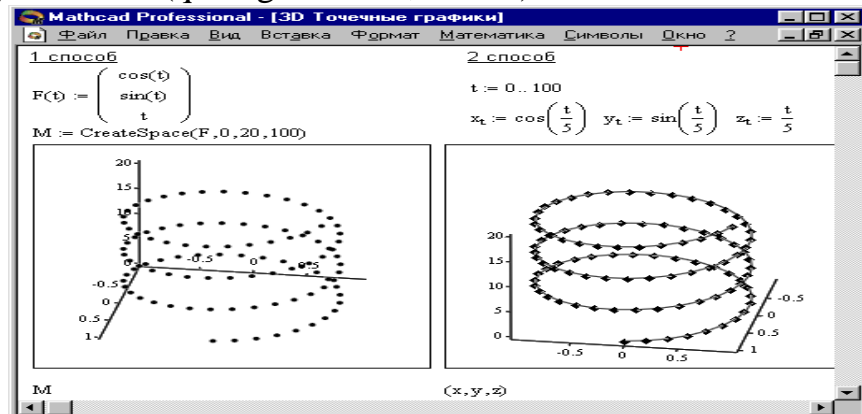 Mathcad Professional - [3D Точечные графики]
Файл Правка Вид Вставка Формат Математика Символы Окно ?
1 способ
F(t) := ( cos(t)
sin(t)
t )
M := CreateSpace(F,0,20,100)
20
15
10
5
0
-0.5 0 0.5
-0.5
0
0.5
1
M
2 способ
t := 0 .. 100
x_t := cos(t/5) y_t := sin(t/5) z_t := t/5
20
15
10
5
0
-0.5 0 0.5
-0.5
0
0.5
1
(x,y,z)